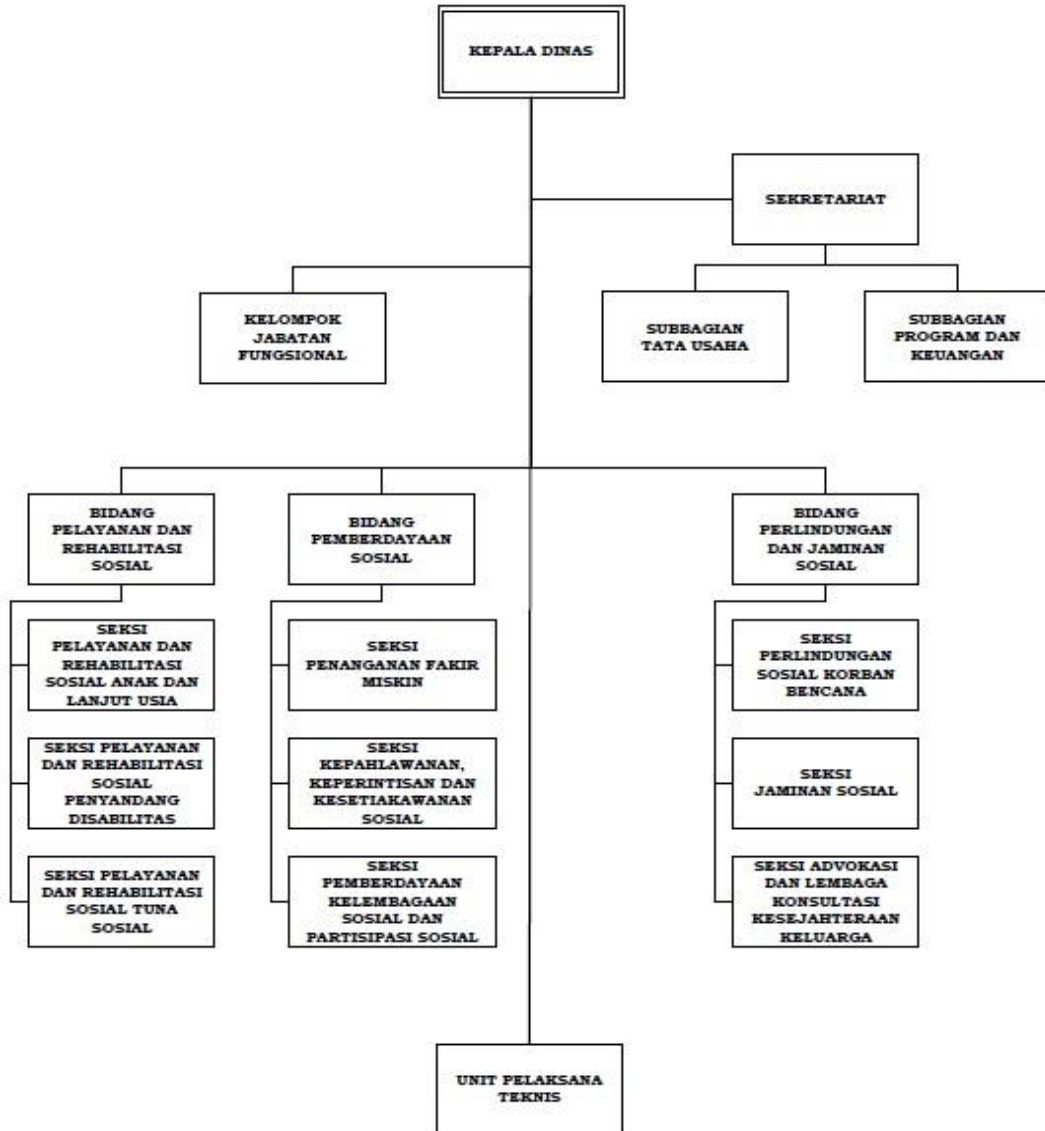 KEPALA DINAS
SEKRETARIAT
KELOMPOK
JABATAN
FUNGSIONAL
SUBBAGIAN
TATA USAHA
SUBBAGIAN
PROGRAM DAN
KEUANGAN
BIDANG
PELAYANAN DAN
REHABILITASI
SOSIAL
BIDANG
PEMBERDAYAAN
SOSIAL
BIDANG
PERLINDUNGAN
DAN JAMINAN
SOSIAL
SEKSI
PELAYANAN DAN
REHABILITASI
SOSIAL ANAK DAN
LANJUT USIA
SEKSI
PENANGANAN FAKIR
MISKIN
SEKSI
PERLINDUNGAN
SOSIAL KORBAN
BENCANA
SEKSI PELAYANAN
DAN REHABILITASI
SOSIAL
PENYANDANG
DISABILITAS
SEKSI
KEPAHLAWANAN,
KEPERINTISAN DAN
KESETIAKAWANAN
SOSIAL
SEKSI
JAMINAN SOSIAL
SEKSI PELAYANAN
DAN REHABILITASI
SOSIAL TUNA
SOSIAL
SEKSI
PEMBERDAYAAN
KELEMBAGAAN
SOSIAL DAN
PARTISIPASI SOSIAL
SEKSI ADVOKASI
DAN LEMBAGA
KONSULTASI
KESEJAHTERAAN
KELUARGA
UNIT PELAKSANA
TEKNIS